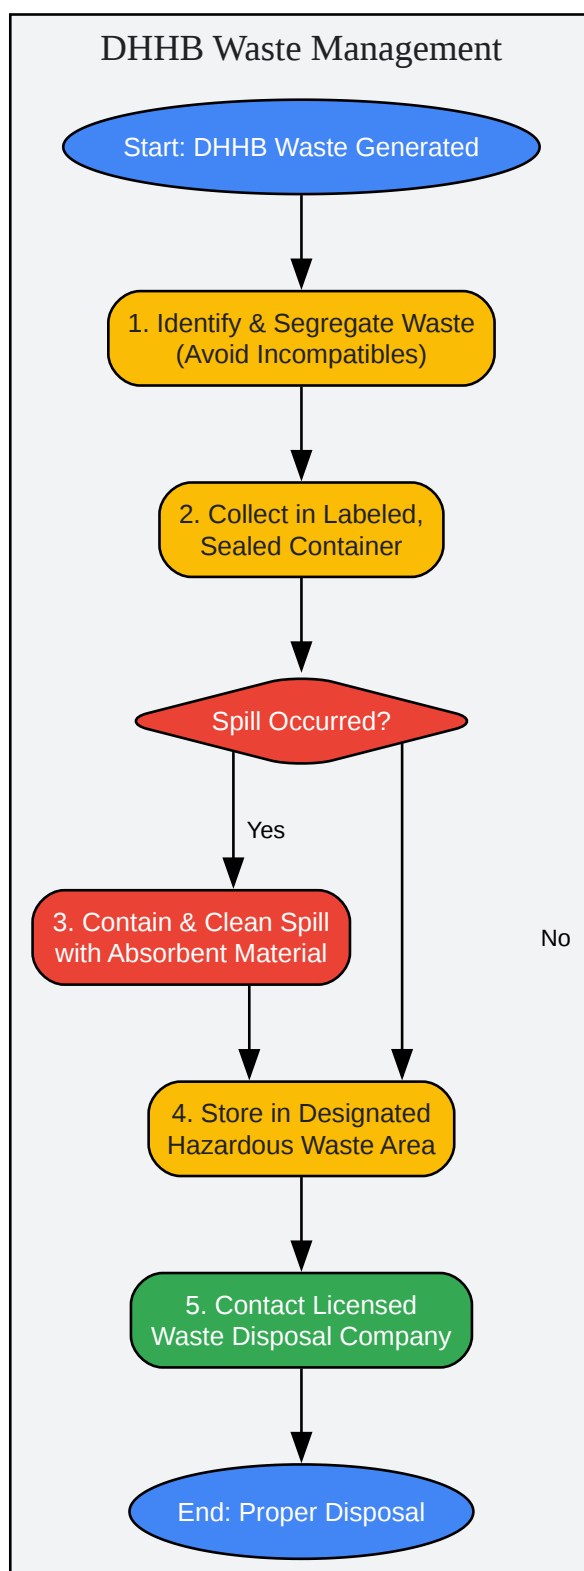 DHHB Waste Management
Start: DHHB Waste Generated
1. Identify & Segregate Waste
(Avoid Incompatibles)
2. Collect in Labeled,
Sealed Container
Spill Occurred?
Yes
3. Contain & Clean Spill
with Absorbent Material
No
4. Store in Designated
Hazardous Waste Area
5. Contact Licensed
Waste Disposal Company
End: Proper Disposal